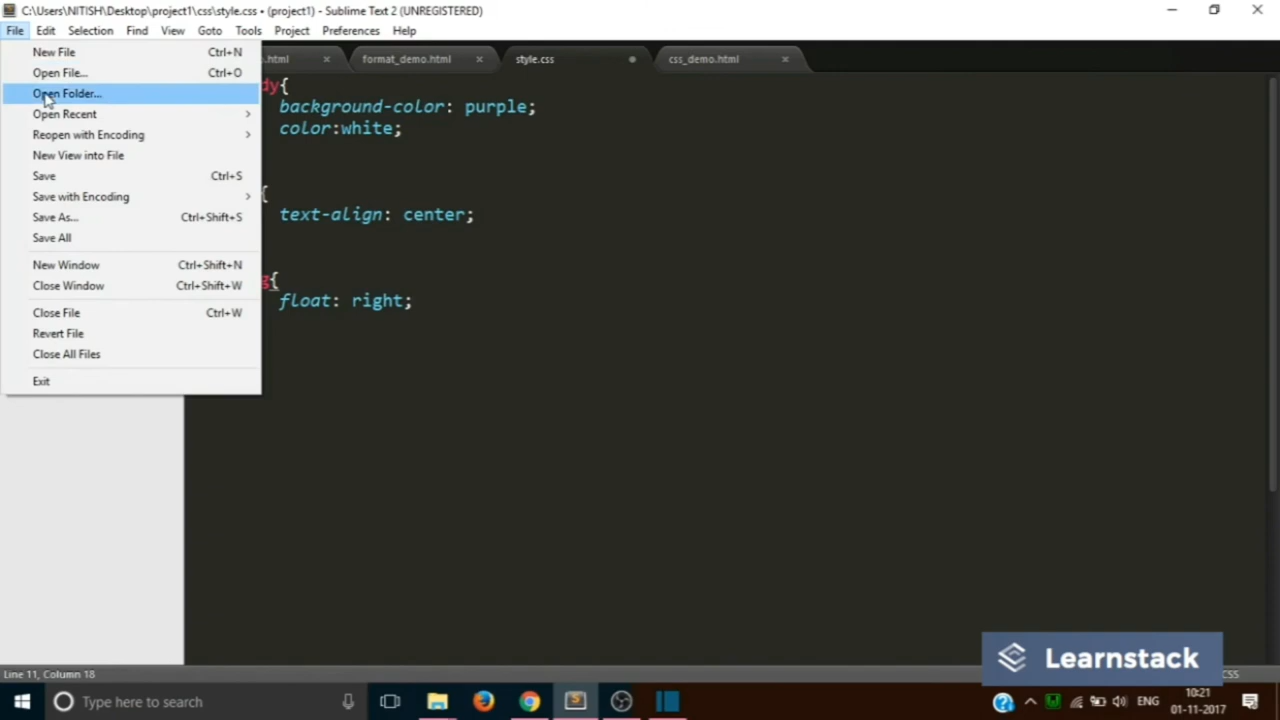 C:\Users\NITISH\Desktop\project1\css\style.css • (project1) - Sublime Text 2 (UNREGISTERED)
File Edit Selection Find View Goto Tools Project Preferences Help
.html format_demo.html style.css css_demo.html
New File Ctrl+N
Open File... Ctrl+O
Open Folder...
Open Recent
Reopen with Encoding
New View into File
Save Ctrl+S
Save with Encoding
Save As... Ctrl+Shift+S
Save All
New Window Ctrl+Shift+N
Close Window Ctrl+Shift+W
Close File Ctrl+W
Revert File
Close All Files
Exit
dy{
background-color: purple;
color:white;
{
text-align: center;
g{
float: right;
Learnstack
Line 11, Column 18
CSS
Type here to search
ENG
10:21
01-11-2017